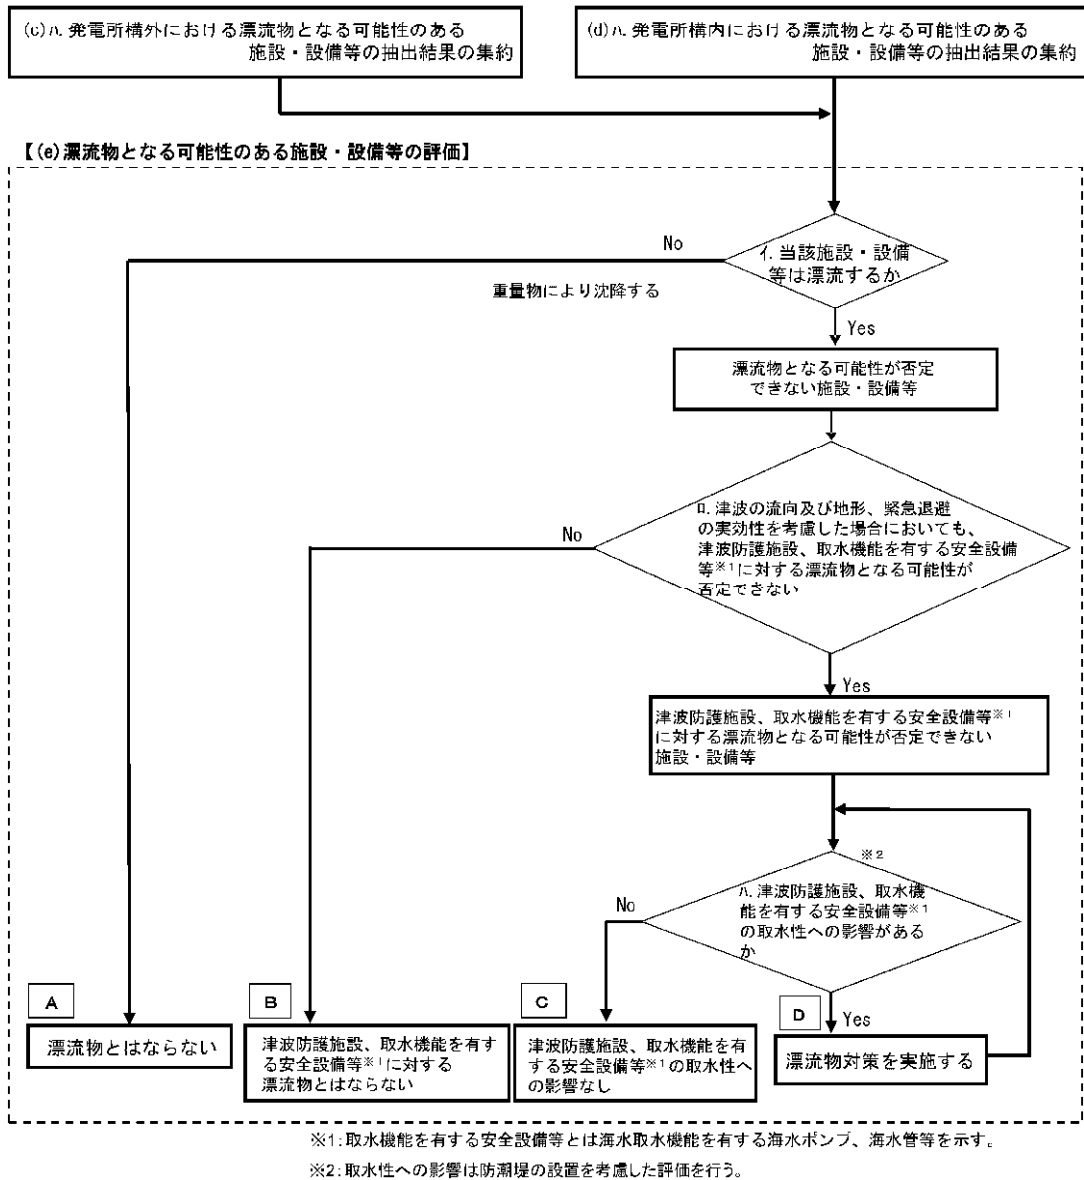 (c)ハ. 発電所構外における漂流物となる可能性のある
施設・設備等の抽出結果の集約
(d)ハ. 発電所構内における漂流物となる可能性のある
施設・設備等の抽出結果の集約
【(e)漂流物となる可能性のある施設・設備等の評価】
イ. 当該施設・設備
等は漂流するか
No
重量物により沈降する
Yes
漂流物となる可能性が否定
できない施設・設備等
ロ. 津波の流向及び地形、緊急退避
の実効性を考慮した場合においても、
津波防護施設、取水機能を有する安全設備
等※1に対する漂流物となる可能性が
否定できない
No
Yes
津波防護施設、取水機能を有する安全設備等※1
に対する漂流物となる可能性が否定できない
施設・設備等
※2
ハ. 津波防護施設、取水機
能を有する安全設備等※1
の取水性への影響があるか
No
Yes
A
漂流物とはならない
B
津波防護施設、取水機能を有す
る安全設備等※1に対する
漂流物とはならない
C
津波防護施設、取水機能を有
する安全設備等※1の取水性へ
の影響なし
D
漂流物対策を実施する
※1:取水機能を有する安全設備等とは海水取水機能を有する海水ポンプ、海水管等を示す。
※2:取水性への影響は防潮堤の設置を考慮した評価を行う。